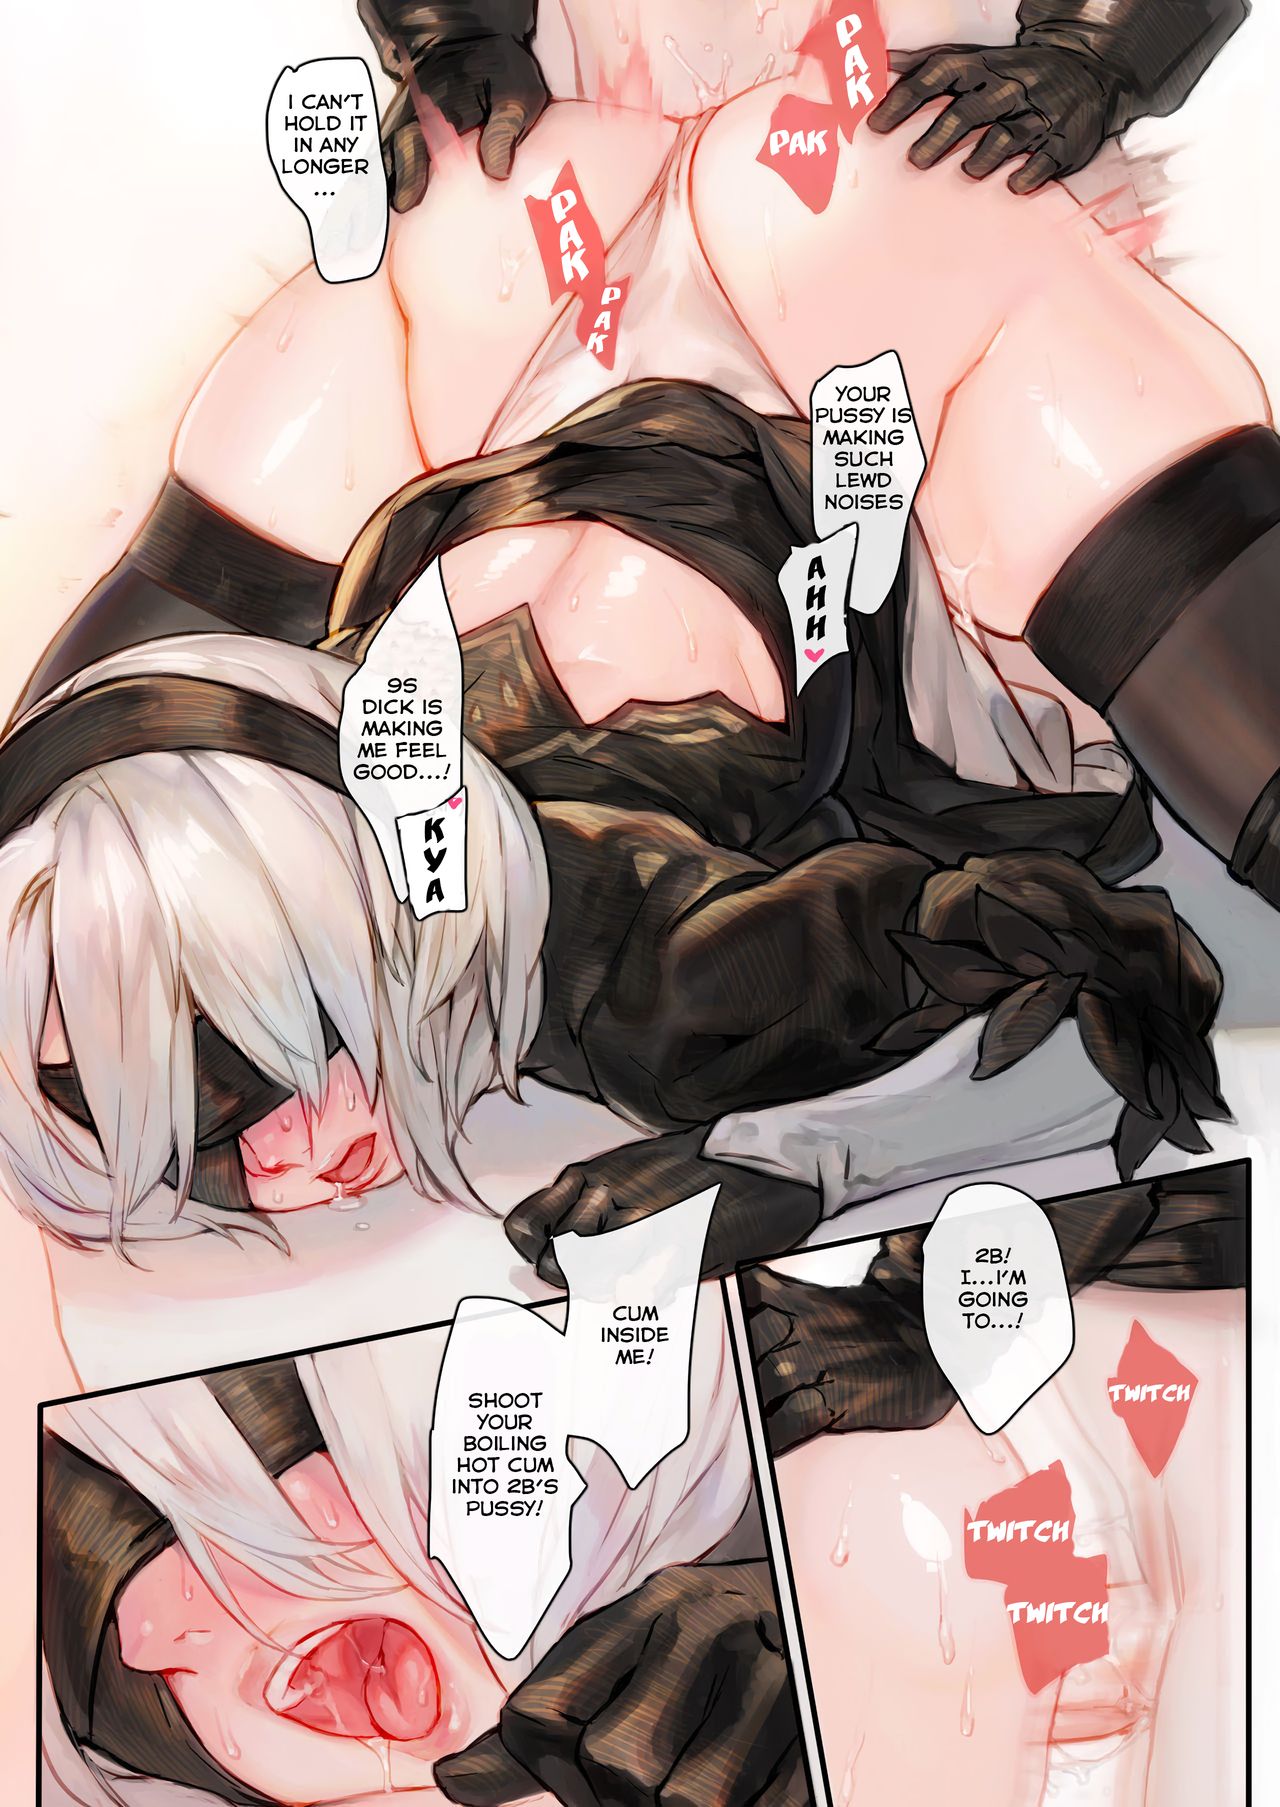 PAK
PAK
I CAN'T
HOLD IT
IN ANY
LONGER
...
PAK
PAK
YOUR
PUSSY IS
MAKING
SUCH
LEWD
NOISES
AHH
9S
DICK IS
MAKING
ME FEEL
GOOD...!
KYA
CUM
INSIDE
ME!
SHOOT
YOUR
BOILING
HOT CUM
INTO 2B'S
PUSSY!
2B!
I...I'M
GOING
TO...!
TWITCH
TWITCH
TWITCH